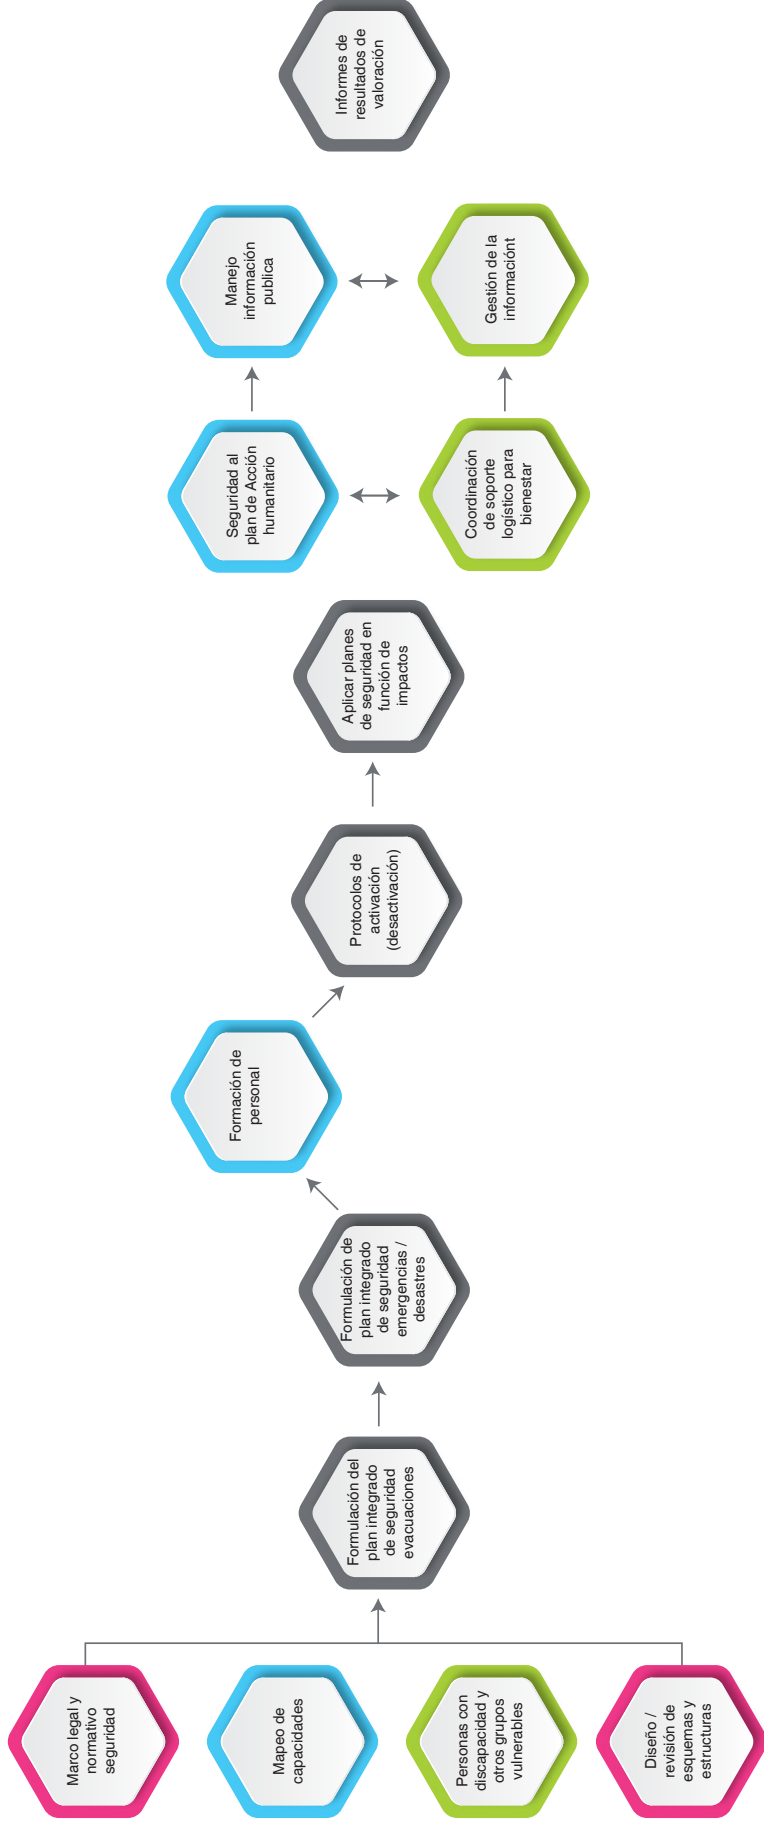 Marco legal y
normativo
seguridad
Mapeo de
capacidades
Personas con
discapacidad y
otros grupos
vulnerables
Diseño /
revisión de
esquemas y
estructuras
Formulación del
plan integrado
de seguridad
evacuaciones
Formulación de
plan integrado
de seguridad
emergencias /
desastres
Formación de
personal
Protocolos de
activación
(desactivación)
Aplicar planes
de seguridad en
función de
impactos
Seguridad al
plan de Acción
humanitario
Coordinación
de soporte
logístico para
bienestar
Manejo
información
publica
Gestión de la
informaciónt
Informes de
resultados de
valoración